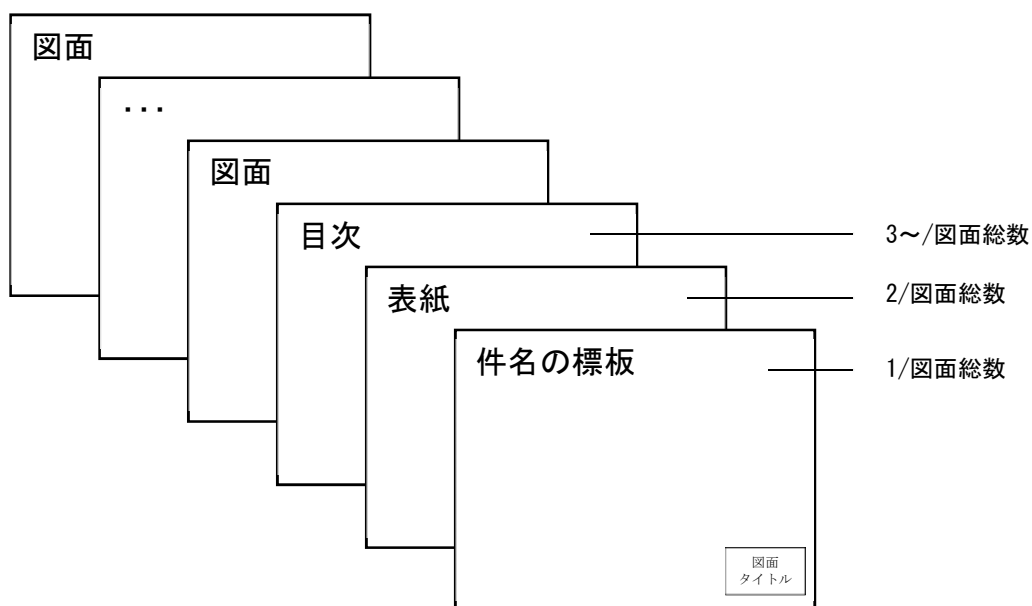 図面
・・・
図面
目次
3～/図面総数
表紙
2/図面総数
件名の標板
1/図面総数
図面
タイトル